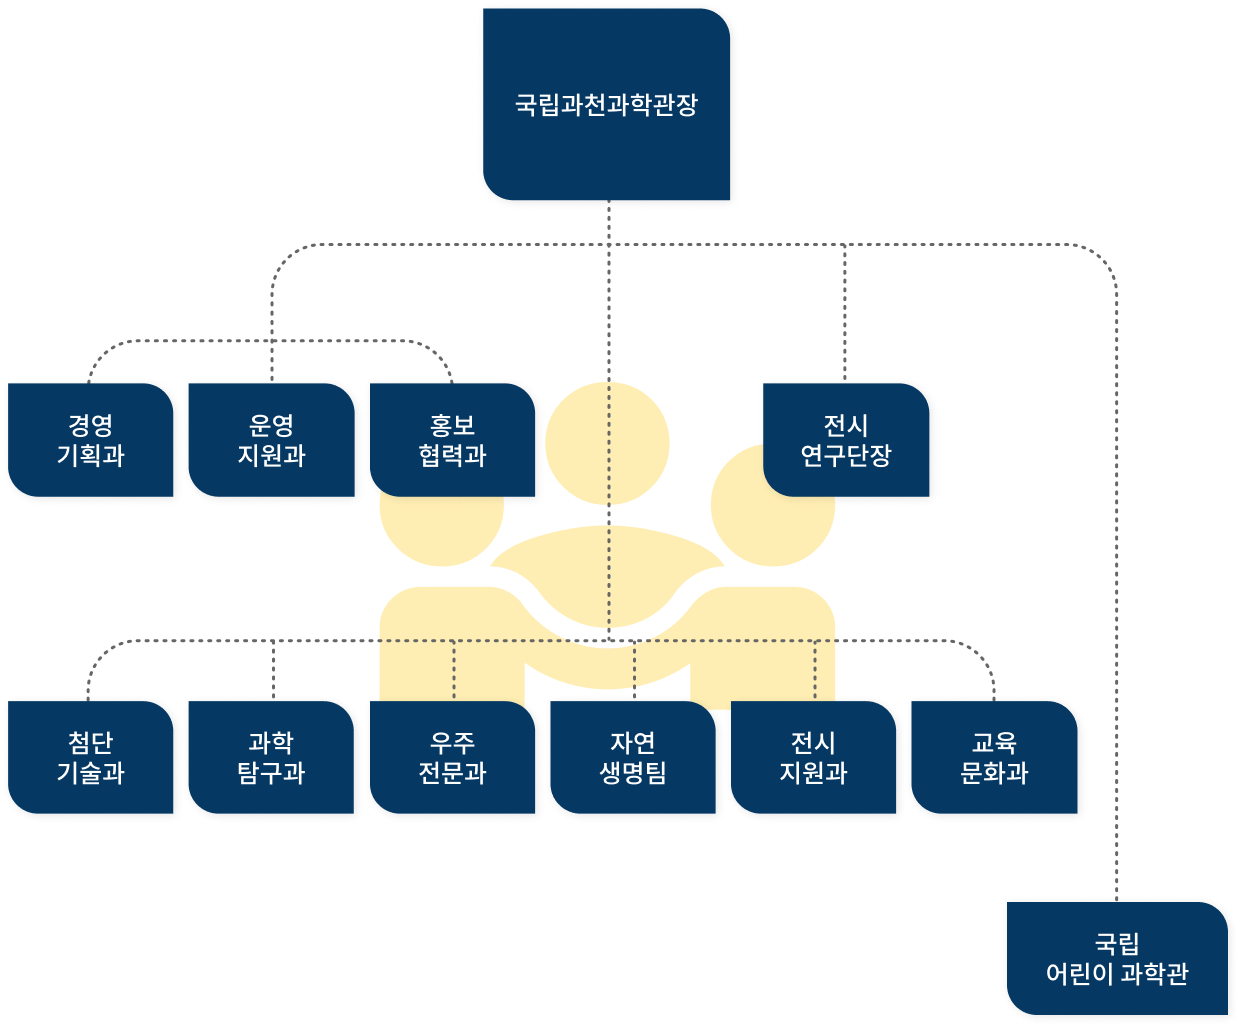 국립과천과학관장
경영
기획과
운영
지원과
홍보
협력과
전시
연구단장
첨단
기술과
과학
탐구과
우주
전문과
자연
생명팀
전시
지원과
교육
문화과
국립
어린이 과학관